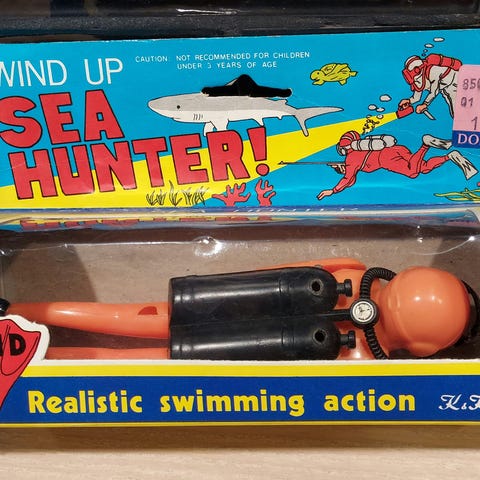 WIND UP
CAUTION: NOT RECOMMENDED FOR CHILDREN
UNDER 3 YEARS OF AGE
SEA
HUNTER!
Realistic swimming action